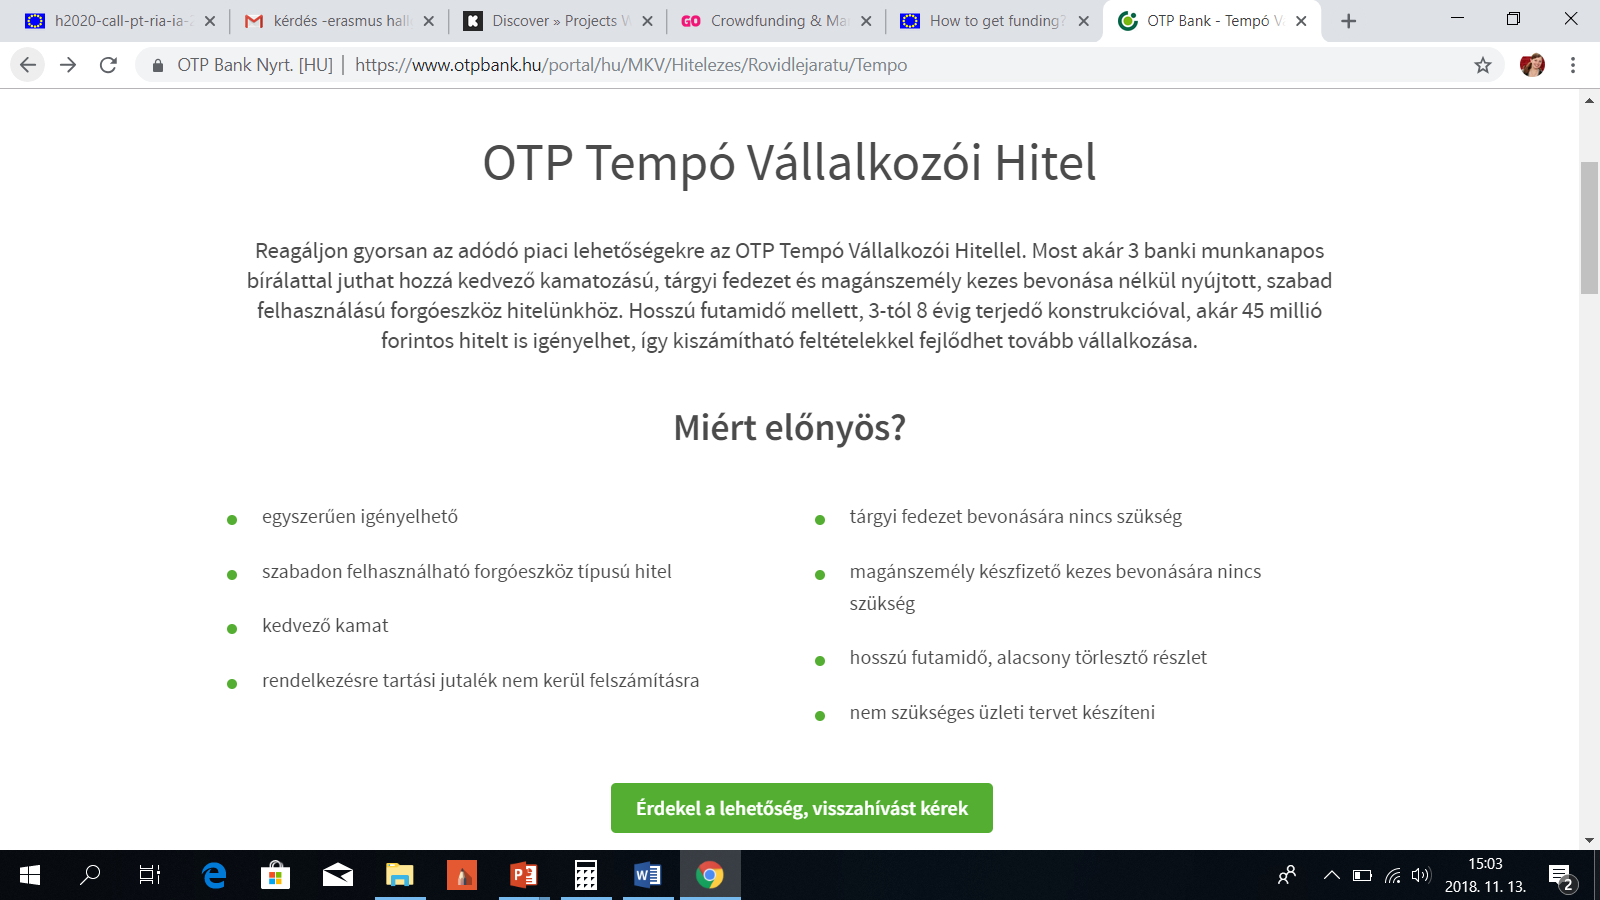 h2020-call-pt-ria-ia-2
kérdés -erasmus hall
Discover » Projects W
GO Crowdfunding & Ma
How to get funding?
OTP Bank - Tempó V
OTP Bank Nyrt. [HU] | https://www.otpbank.hu/portal/hu/MKV/Hitelezes/Rovidlejaratu/Tempo
OTP Tempó Vállalkozói Hitel
Reagáljon gyorsan az adódó piaci lehetőségekre az OTP Tempó Vállalkozói Hitellel. Most akár 3 banki munkanapos
bírálattal juthat hozzá kedvező kamatozású, tárgyi fedezet és magánszemély kezes bevonása nélkül nyújtott, szabad
felhasználású forgóeszköz hitelünkhöz. Hosszú futamidő mellett, 3-tól 8 évig terjedő konstrukcióval, akár 45 millió
forintos hitelt is igényelhet, így kiszámítható feltételekkel fejlődhet tovább vállalkozása.
Miért előnyös?
egyszerűen igényelhető
szabadon felhasználható forgóeszköz típusú hitel
kedvező kamat
rendelkezésre tartási jutalék nem kerül felszámításra
tárgyi fedezet bevonására nincs szükség
magánszemély készfizető kezes bevonására nincs
szükség
hosszú futamidő, alacsony törlesztő részlet
nem szükséges üzleti tervet készíteni
Érdekel a lehetőség, visszahívást kérek
15:03
2018. 11. 13.
2